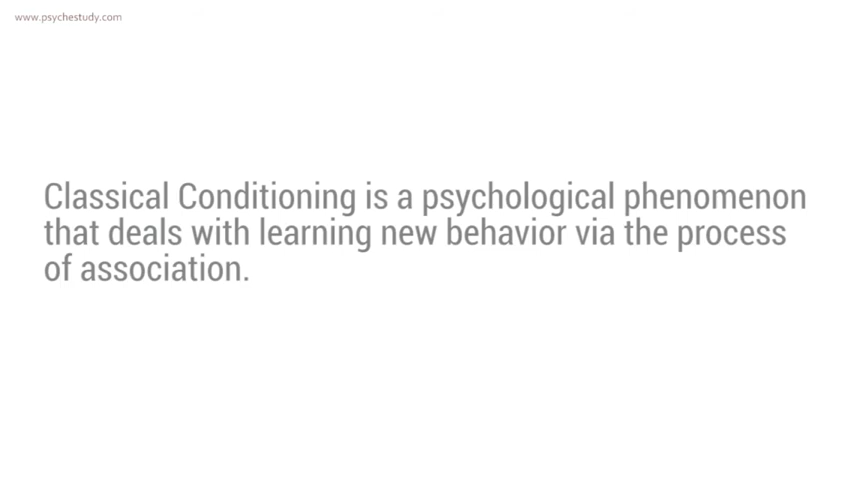 www.psychestudy.com
Classical Conditioning is a psychological phenomenon
that deals with learning new behavior via the process
of association.